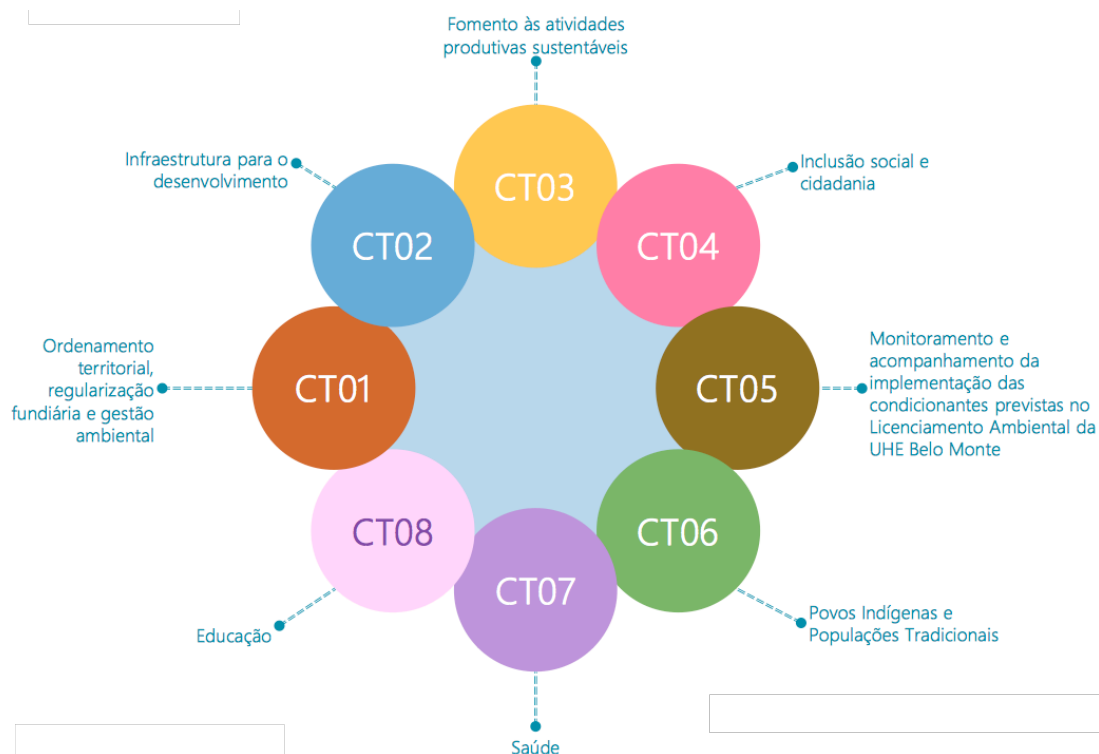 Fomento às atividades
produtivas sustentáveis
CT03
Infraestrutura para o
desenvolvimento
CT02
Inclusão social e
cidadania
CT04
Ordenamento
territorial,
regularização
fundiária e gestão
ambiental
CT01
Monitoramento e
acompanhamento da
implementação das
condicionantes previstas no
Licenciamento Ambiental da
UHE Belo Monte
CT05
CT08
Educação
CT06
Povos Indígenas e
Populações Tradicionais
CT07
Saúde